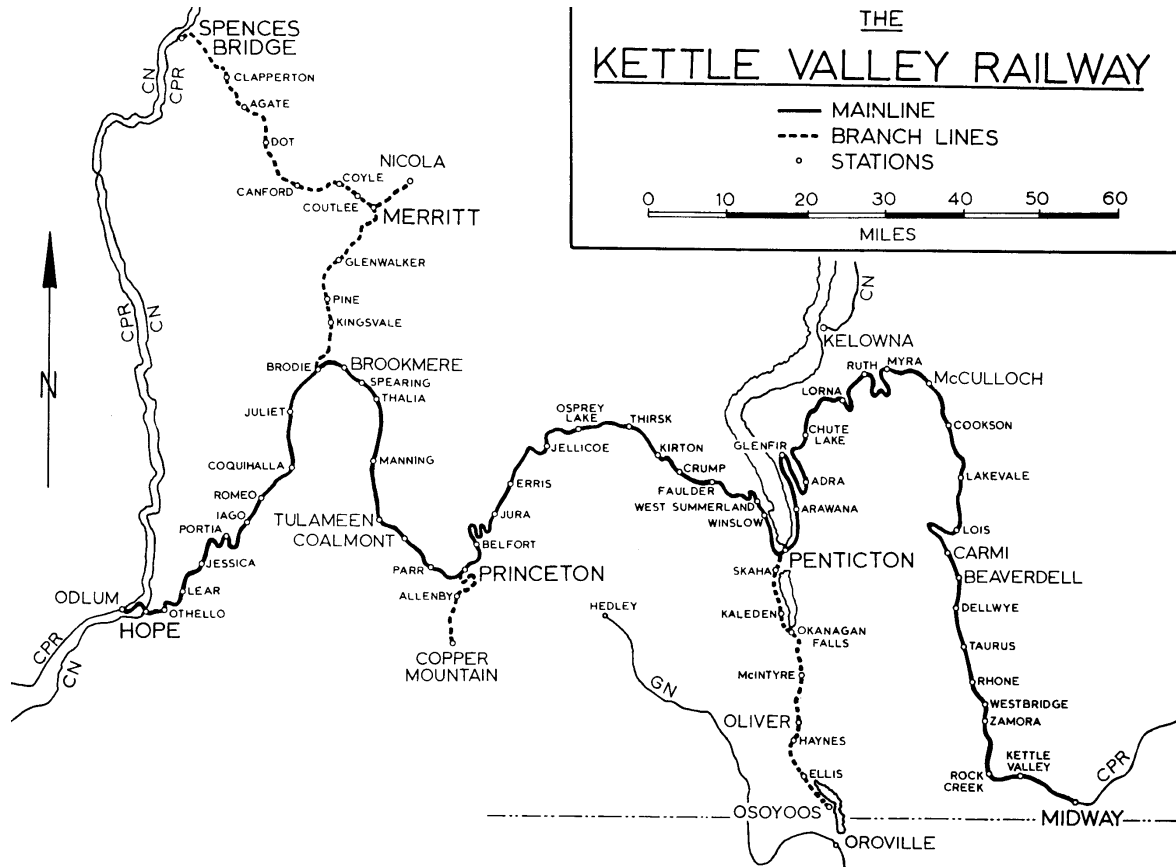 THE
KETTLE VALLEY RAILWAY
MAINLINE
BRANCH LINES
STATIONS
0 10 20 30 40 50 60
MILES
SPENCES
BRIDGE
CN
CPR
CLAPPERTON
AGATE
DOT
CANFORD
COYLE
COUTLEE
NICOLA
MERRITT
GLENWALKER
PINE
KINGSVALE
N
CPR
CN
BRODIE
BROOKMERE
SPEARING
THALIA
JULIET
COQUIHALLA
MANNING
ROMEO
IAGO
PORTIA
JESSICA
LEAR
OTHELLO
ODLUM
HOPE
CPR
CN
TULAMEEN
COALMONT
PARR
PRINCETON
ALLENBY
COPPER
MOUNTAIN
BELFORT
JURA
ERRIS
JELLICOE
OSPREY
LAKE
THIRSK
KIRTON
CRUMP
FAULDER
WEST SUMMERLAND
WINSLOW
HEDLEY
GN
CN
KELOWNA
RUTH
MYRA
McCULLOCH
LORNA
CHUTE
LAKE
GLENFIR
ADRA
ARAWANA
PENTICTON
SKAHA
KALEDEN
OKANAGAN
FALLS
McINTYRE
OLIVER
HAYNES
ELLIS
OSOYOOS
OROVILLE
COOKSON
LAKEVALE
LOIS
CARMI
BEAVERDELL
DELLWYE
TAURUS
RHONE
WESTBRIDGE
ZAMORA
ROCK
CREEK
KETTLE
VALLEY
MIDWAY
CPR